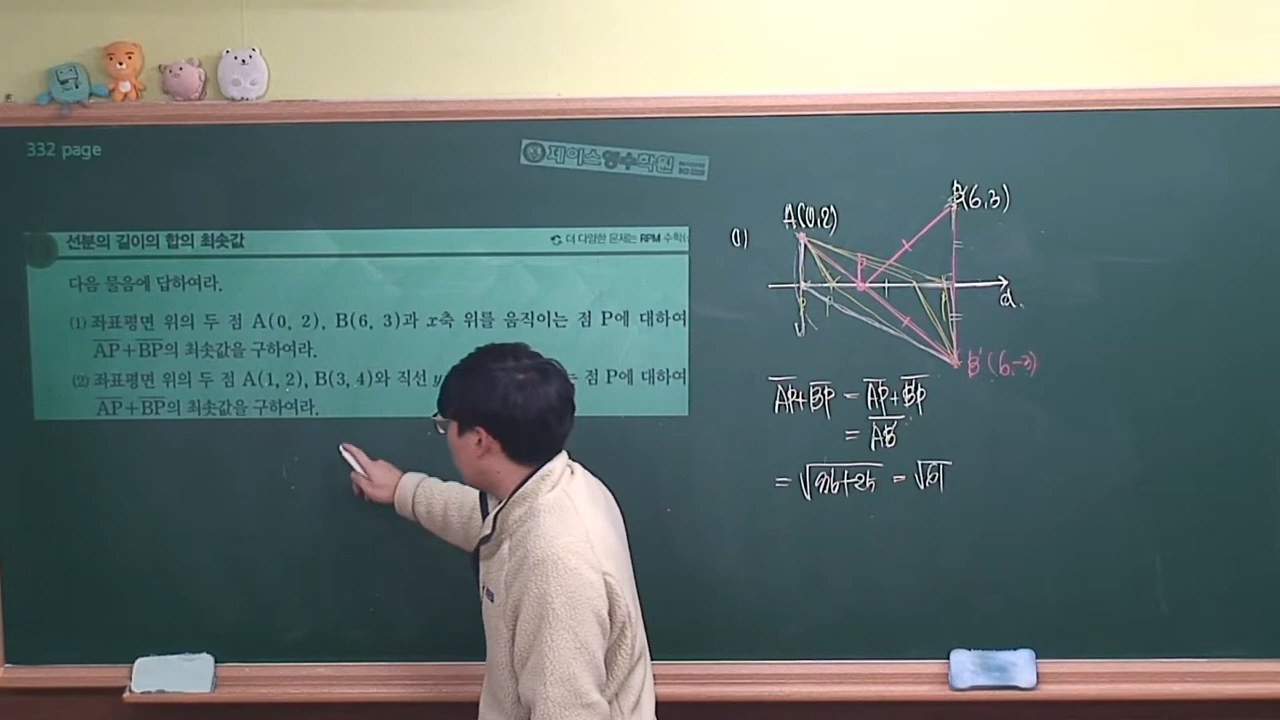 332 page
제이스영수학원
선분의 길이의 합의 최솟값
더 다양한 문제는 RPM 수학(
다음 물음에 답하여라.
(1) 좌표평면 위의 두 점 A(0, 2), B(6, 3)과 x축 위를 움직이는 점 P에 대하여
AP+BP의 최솟값을 구하여라.
(2) 좌표평면 위의 두 점 A(1, 2), B(3, 4)와 직선 y 점 P에 대하여
AP+BP의 최솟값을 구하여라.
(1)
A(0,2)
B(6,3)
P
x
B'(6,-3)
AP+BP = AP+B'P
= AB'
= √36+25 = √61